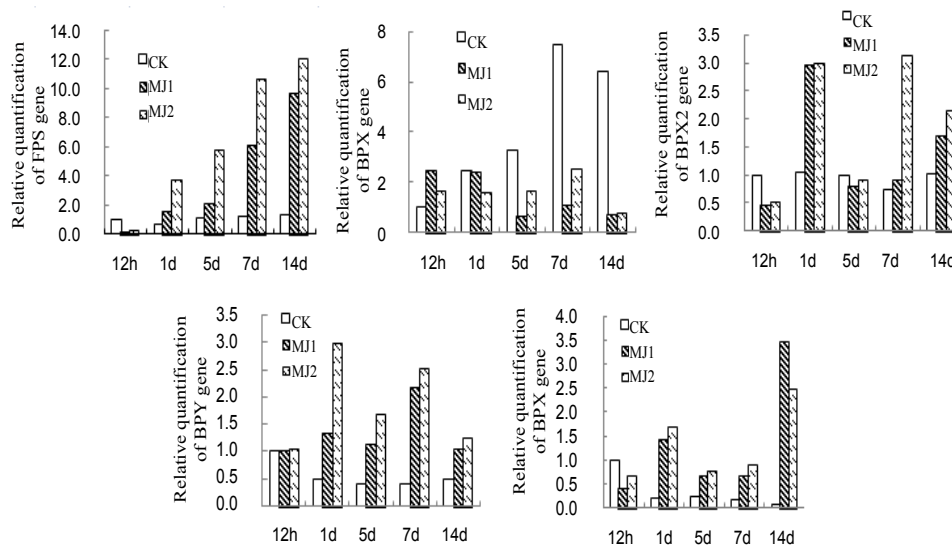 Relative quantification
of FPS gene
14.0
12.0
10.0
8.0
6.0
4.0
2.0
0.0
CK
MJ1
MJ2
12h 1d 5d 7d 14d
Relative quantification
of BPX gene
8
6
4
2
0
CK
MJ1
MJ2
12h 1d 5d 7d 14d
Relative quantification
of BPX2 gene
3.5
3.0
2.5
2.0
1.5
1.0
0.5
0.0
CK
MJ1
MJ2
12h 1d 5d 7d 14d
Relative quantification
of BPY gene
3.5
3.0
2.5
2.0
1.5
1.0
0.5
0.0
CK
MJ1
MJ2
12h 1d 5d 7d 14d
Relative quantification
of BPX gene
4.0
3.5
3.0
2.5
2.0
1.5
1.0
0.5
0.0
CK
MJ1
MJ2
12h 1d 5d 7d 14d